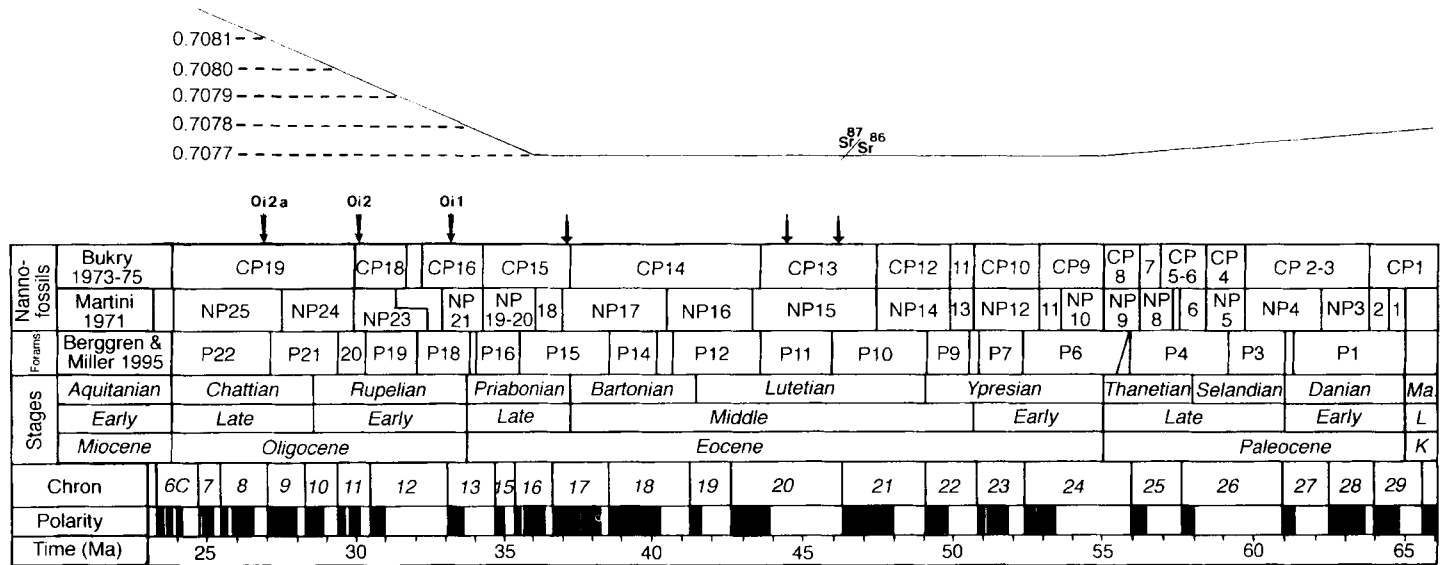 0.7081
0.7080
0.7079
0.7078
0.7077
Sr87/Sr86
Oi2a Oi2 Oi1
Nanno-fossils
Bukry 1973-75
CP19 CP18 CP16 CP15 CP14 CP13 CP12 11 CP10 CP9 CP 8 7 CP 5-6 CP 4 CP 2-3 CP1
Martini 1971
NP25 NP24 NP23 NP 21 NP 19-20 18 NP17 NP16 NP15 NP14 13 NP12 11 NP 10 NP 9 NP 8 6 NP 5 NP4 NP3 2 1
Forams
Berggren & Miller 1995
P22 P21 20 P19 P18 P16 P15 P14 P12 P11 P10 P9 P7 P6 P4 P3 P1
Stages
Aquitanian Chattian Rupelian Priabonian Bartonian Lutetian Ypresian Thanetian Selandian Danian Ma.
Early Late Early Late Middle Early Late Early L
Miocene Oligocene Eocene Paleocene K
Chron 6C 7 8 9 10 11 12 13 15 16 17 18 19 20 21 22 23 24 25 26 27 28 29
Polarity
Time (Ma) 25 30 35 40 45 50 55 60 65